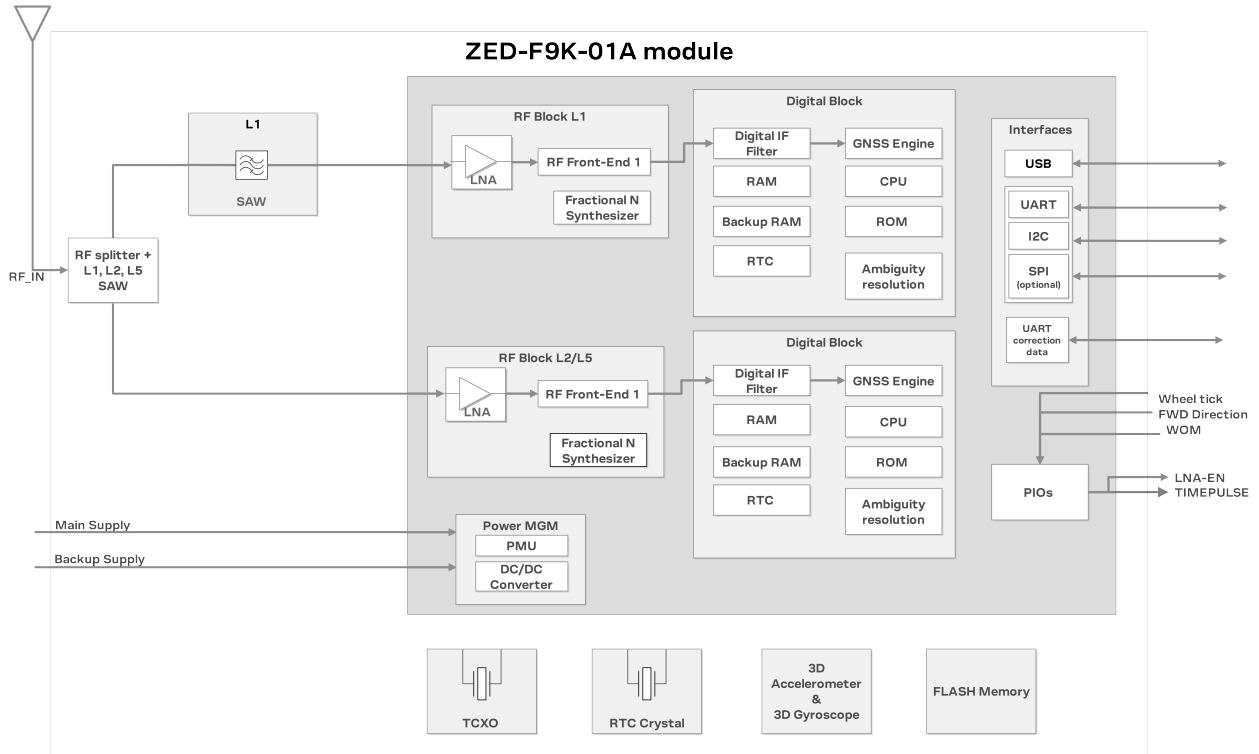 ZED-F9K-01A module
RF_IN
RF splitter +
L1, L2, L5
SAW
L1
SAW
RF Block L1
LNA
RF Front-End 1
Fractional N
Synthesizer
Digital Block
Digital IF
Filter
GNSS Engine
RAM
CPU
Backup RAM
ROM
RTC
Ambiguity
resolution
RF Block L2/L5
LNA
RF Front-End 1
Fractional N
Synthesizer
Digital Block
Digital IF
Filter
GNSS Engine
RAM
CPU
Backup RAM
ROM
RTC
Ambiguity
resolution
Interfaces
USB
UART
I2C
SPI
(optional)
UART
correction
data
Wheel tick
FWD Direction
WOM
PIOs
LNA-EN
TIMEPULSE
Main Supply
Backup Supply
Power MGM
PMU
DC/DC
Converter
TCXO
RTC Crystal
3D
Accelerometer
&
3D Gyroscope
FLASH Memory